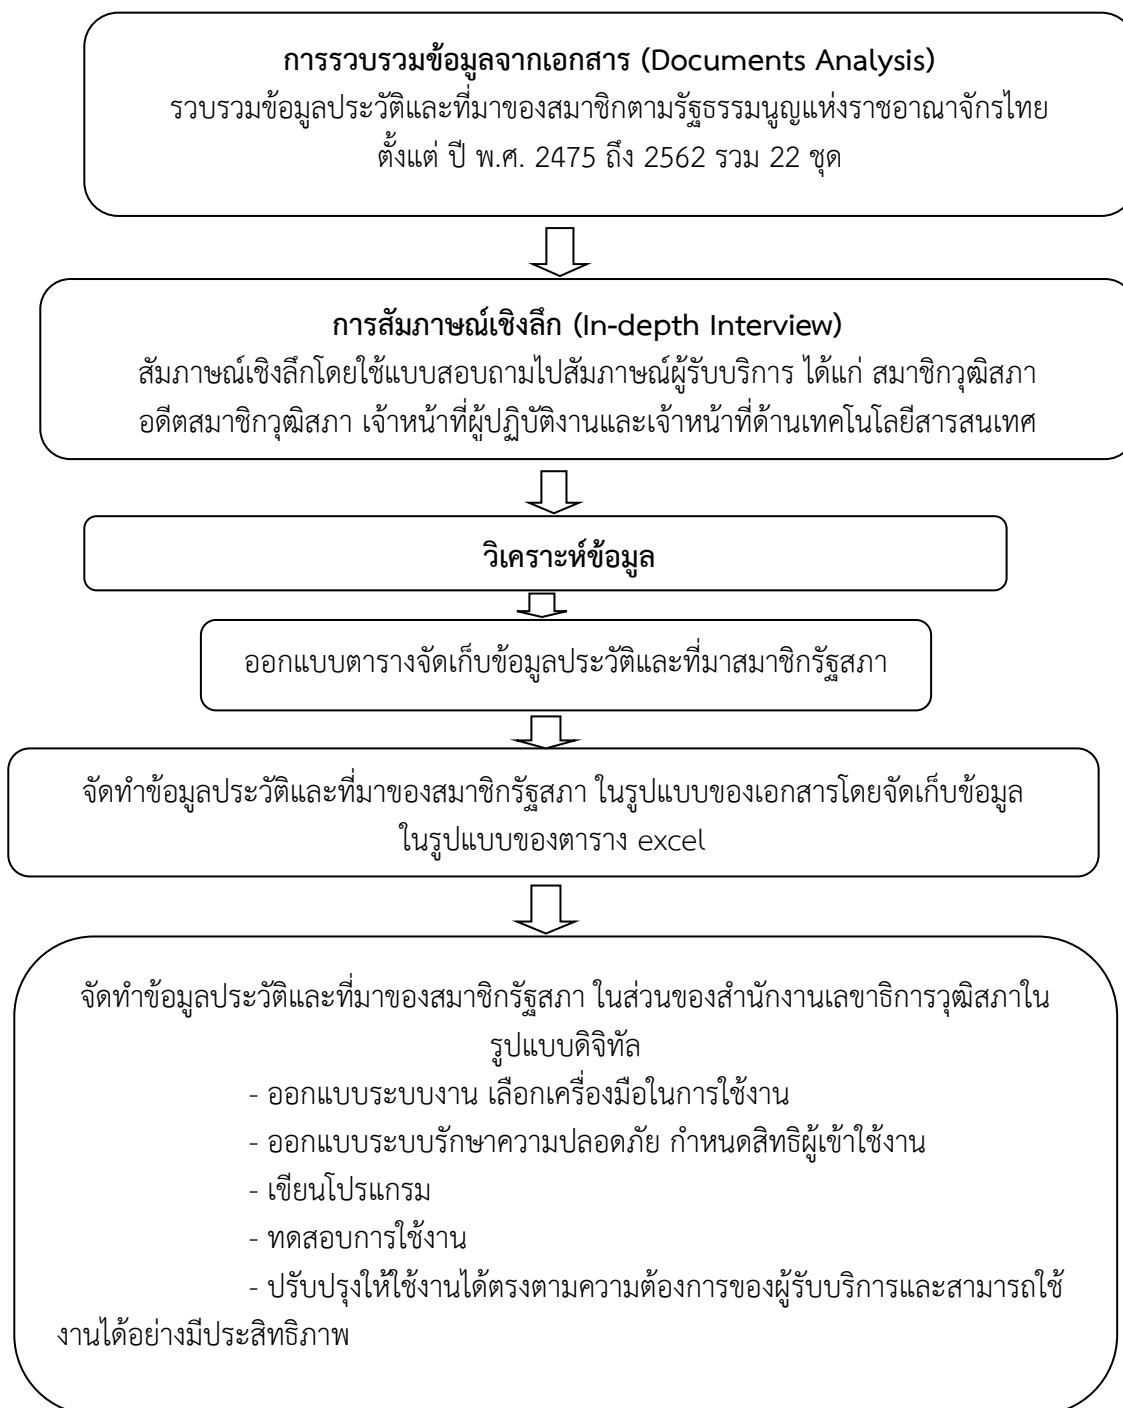 การรวบรวมข้อมูลจากเอกสาร (Documents Analysis)
รวบรวมข้อมูลประวัติและที่มาของสมาชิกตามรัฐธรรมนูญแห่งราชอาณาจักรไทย
ตั้งแต่ ปี พ.ศ. 2475 ถึง 2562 รวม 22 ชุด
การสัมภาษณ์เชิงลึก (In-depth Interview)
สัมภาษณ์เชิงลึกโดยใช้แบบสอบถามไปสัมภาษณ์ผู้รับบริการ ได้แก่ สมาชิกวุฒิสภา
อดีตสมาชิกวุฒิสภา เจ้าหน้าที่ผู้ปฏิบัติงานและเจ้าหน้าที่ด้านเทคโนโลยีสารสนเทศ
วิเคราะห์ข้อมูล
ออกแบบตารางจัดเก็บข้อมูลประวัติและที่มาสมาชิกรัฐสภา
จัดทำข้อมูลประวัติและที่มาของสมาชิกรัฐสภา ในรูปแบบของเอกสารโดยจัดเก็บข้อมูล
ในรูปแบบของตาราง excel
จัดทำข้อมูลประวัติและที่มาของสมาชิกรัฐสภา ในส่วนของสำนักงานเลขาธิการวุฒิสภาใน
รูปแบบดิจิทัล
- ออกแบบระบบงาน เลือกเครื่องมือในการใช้งาน
- ออกแบบระบบรักษาความปลอดภัย กำหนดสิทธิผู้เข้าใช้งาน
- เขียนโปรแกรม
- ทดสอบการใช้งาน
- ปรับปรุงให้ใช้งานได้ตรงตามความต้องการของผู้รับบริการและสามารถใช้
งานได้อย่างมีประสิทธิภาพ